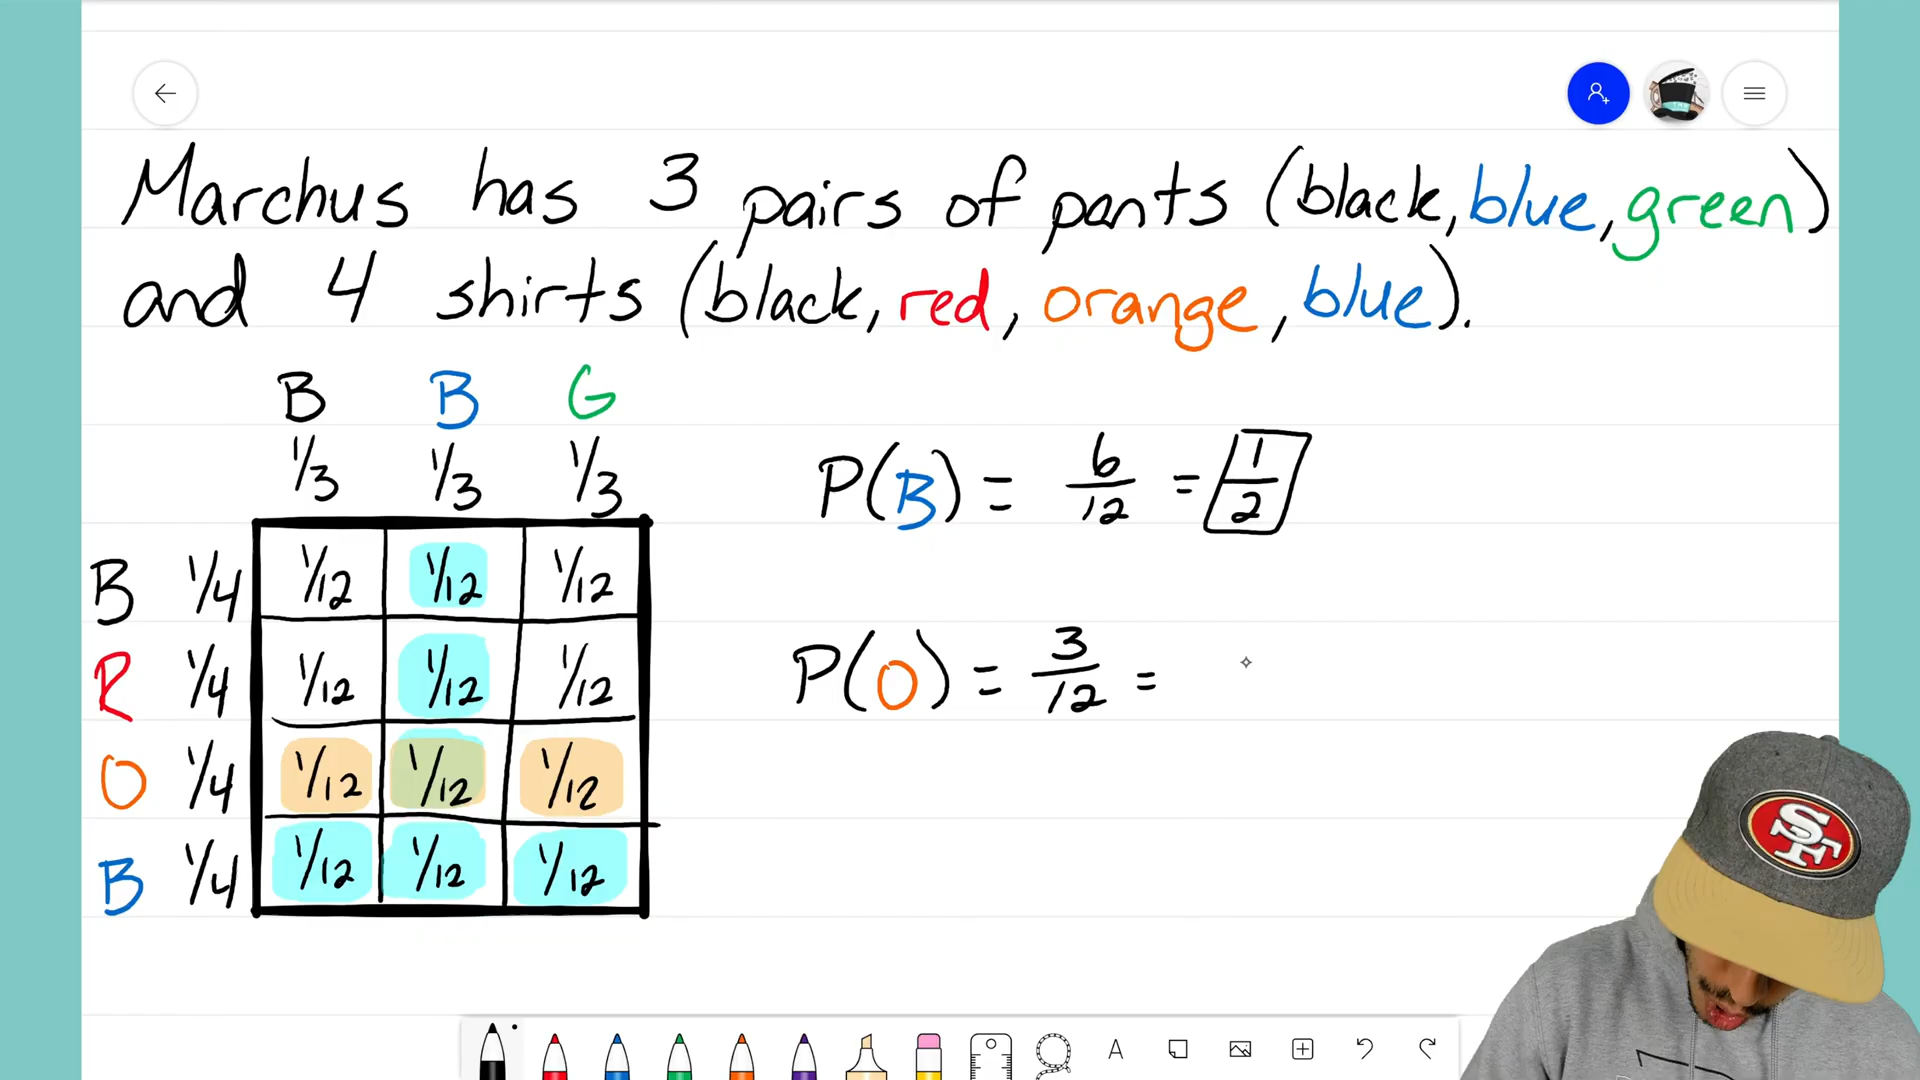 Marchus has 3 pairs of pants (black, blue, green)
and 4 shirts (black, red, orange, blue).
B B G
1/3 1/3 1/3
P(B) = 6/12 = 1/2
B 1/4 1/12 1/12 1/12
R 1/4 1/12 1/12 1/12
P(O) = 3/12 =
O 1/4 1/12 1/12 1/12
B 1/4 1/12 1/12 1/12
SF
A